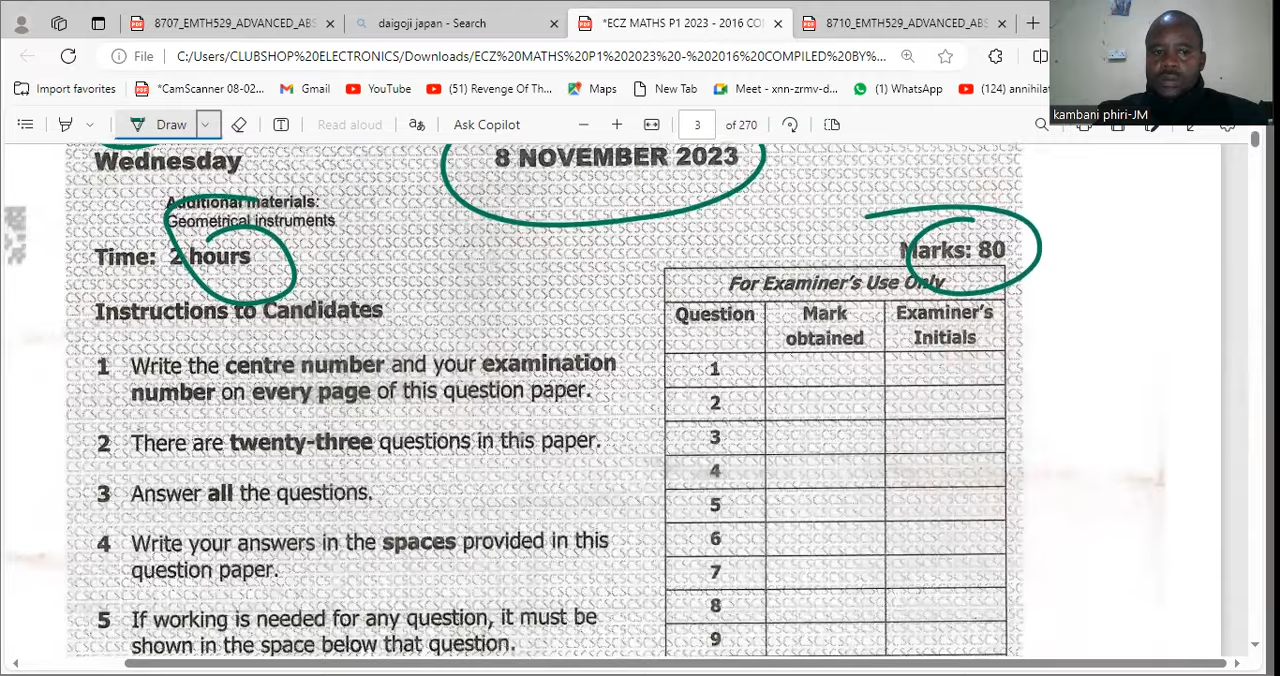 8707_EMTH529_ADVANCED_ABS
daigoji japan - Search
*ECZ MATHS P1 2023 - 2016 CO
8710_EMTH529_ADVANCED_ABS
File
C:/Users/CLUBSHOP%20ELECTRONICS/Downloads/ECZ%20MATHS%20P1%202023%20-%202016%20COMPILED%20BY%...
Import favorites
*CamScanner 08-02...
Gmail
YouTube
(51) Revenge Of Th...
Maps
New Tab
Meet - xnn-zrmv-d...
(1) WhatsApp
(124) annihilat
kambani phiri-JM
Draw
Read aloud
Ask Copilot
3 of 270
Wednesday
8 NOVEMBER 2023
Additional materials:
Geometrical instruments
Time: 2 hours
Marks: 80
Instructions to Candidates
1 Write the centre number and your examination
number on every page of this question paper.
2 There are twenty-three questions in this paper.
3 Answer all the questions.
4 Write your answers in the spaces provided in this
question paper.
5 If working is needed for any question, it must be
shown in the space below that question.
For Examiner's Use Only
Question Mark obtained Examiner's Initials
1
2
3
4
5
6
7
8
9